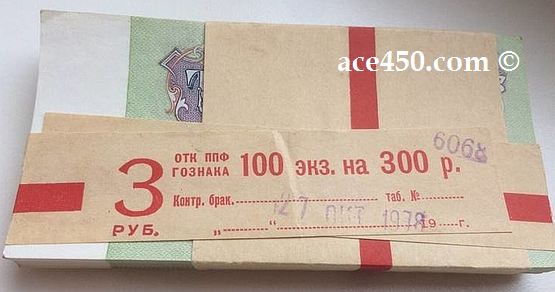 ace450.com ©
6068
3
РУБ.
ОТК ППФ
ГОЗНАКА
100 экз. на 300 р.
Контр. брак. таб. №
„ “ 19 г.
27 ОКТ 1978